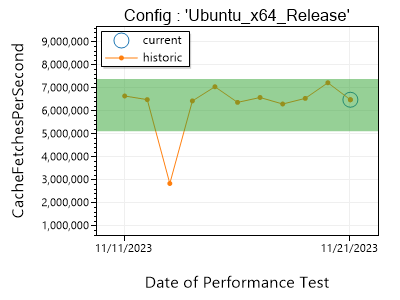 Config : 'Ubuntu_x64_Release'
current
historic
9,000,000
8,000,000
7,000,000
6,000,000
5,000,000
4,000,000
3,000,000
2,000,000
1,000,000
CacheFetchesPerSecond
11/11/2023
11/21/2023
Date of Performance Test